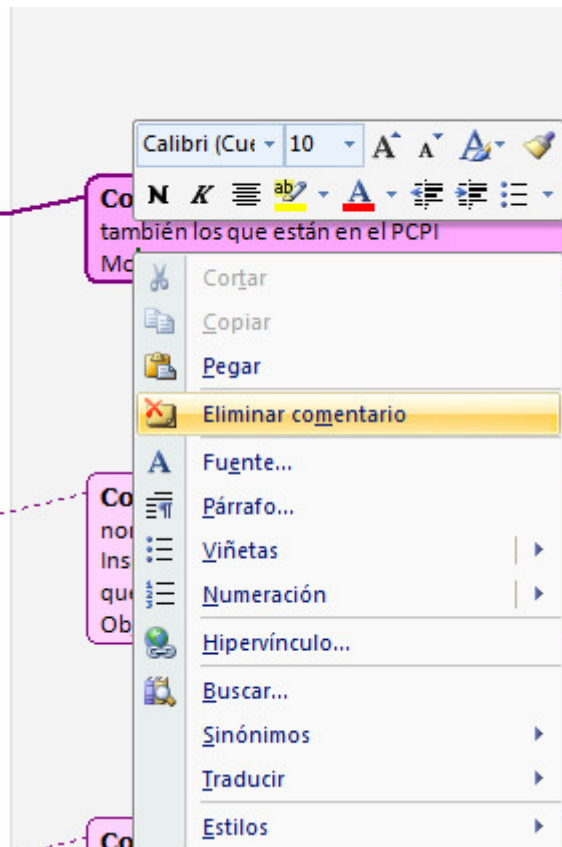 Calibri (Cue 10
N K
Co
también los que están en el PCPI
Mo
Cortar
Copiar
Pegar
Eliminar comentario
Fuente...
Co
Párrafo...
nor
Viñetas
Ins
que
Numeración
Ob
Hipervínculo...
Buscar...
Sinónimos
Traducir
Estilos
Co